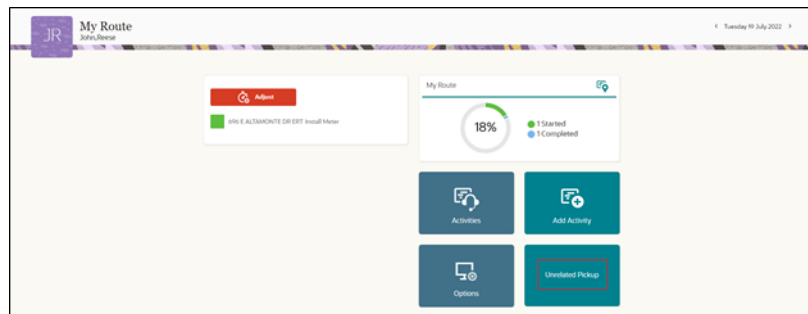 JR
My Route
John,Reese
Tuesday 19 July 2022
Adjust
696 E ALTAMONTE DR ERT Install Meter
My Route
18%
1 Started
1 Completed
Activities
Add Activity
Options
Unrelated Pickup